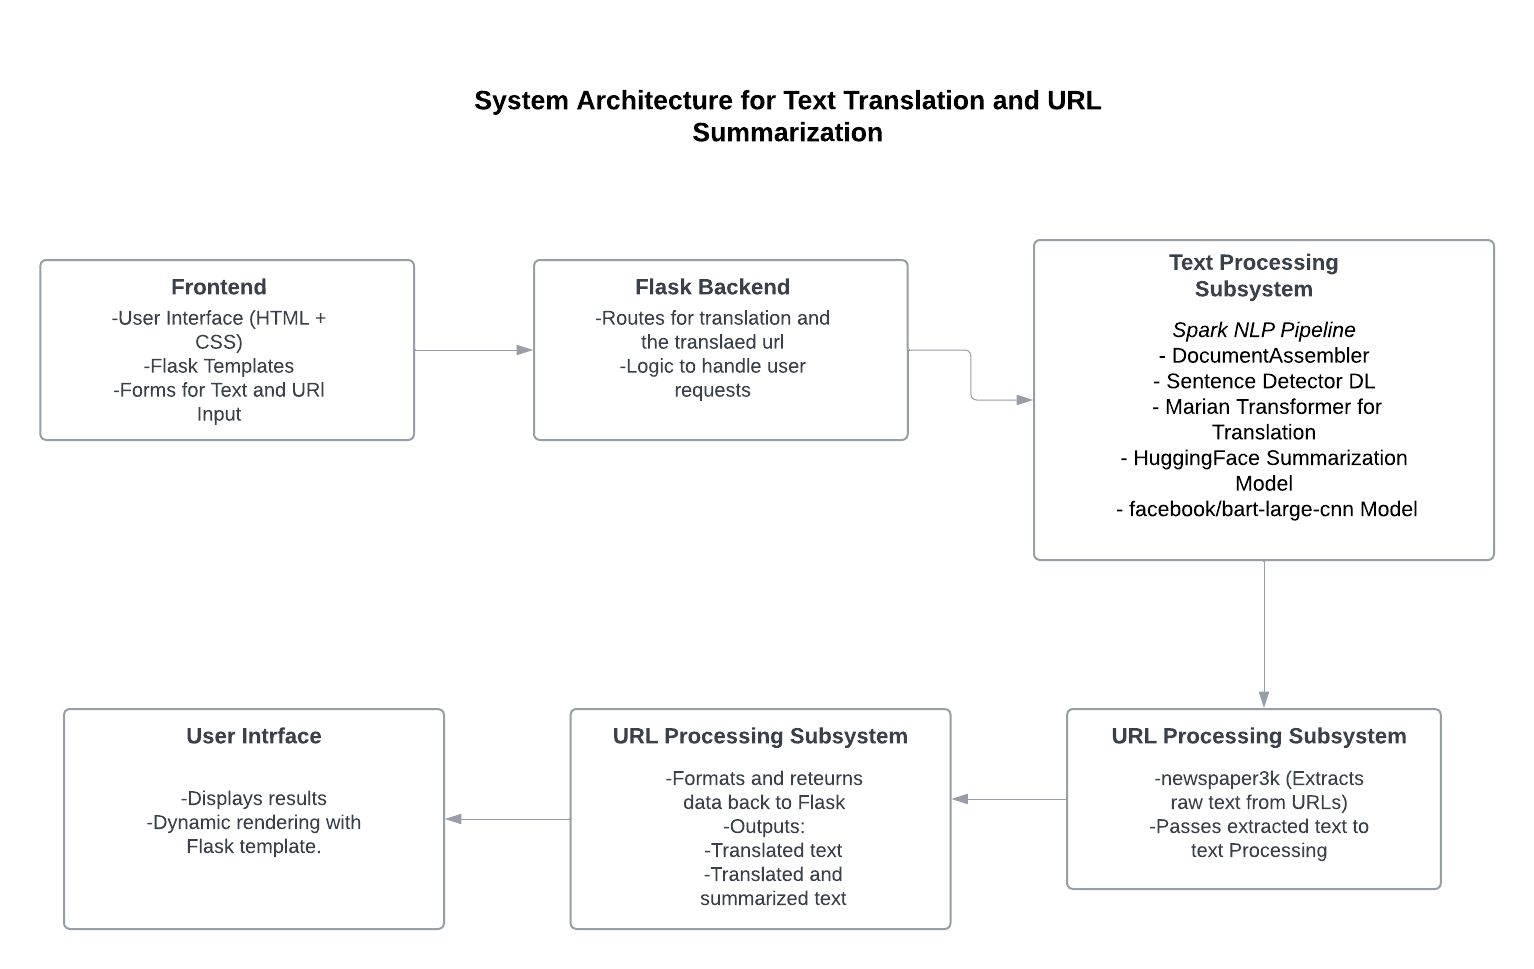 System Architecture for Text Translation and URL
Summarization
Frontend
-User Interface (HTML +
CSS)
-Flask Templates
-Forms for Text and URl
Input
Flask Backend
-Routes for translation and
the translaed url
-Logic to handle user
requests
Text Processing
Subsystem
Spark NLP Pipeline
- DocumentAssembler
- Sentence Detector DL
- Marian Transformer for
Translation
- HuggingFace Summarization
Model
- facebook/bart-large-cnn Model
User Intrface
-Displays results
-Dynamic rendering with
Flask template.
URL Processing Subsystem
-Formats and reteurns
data back to Flask
-Outputs:
-Translated text
-Translated and
summarized text
URL Processing Subsystem
-newspaper3k (Extracts
raw text from URLs)
-Passes extracted text to
text Processing